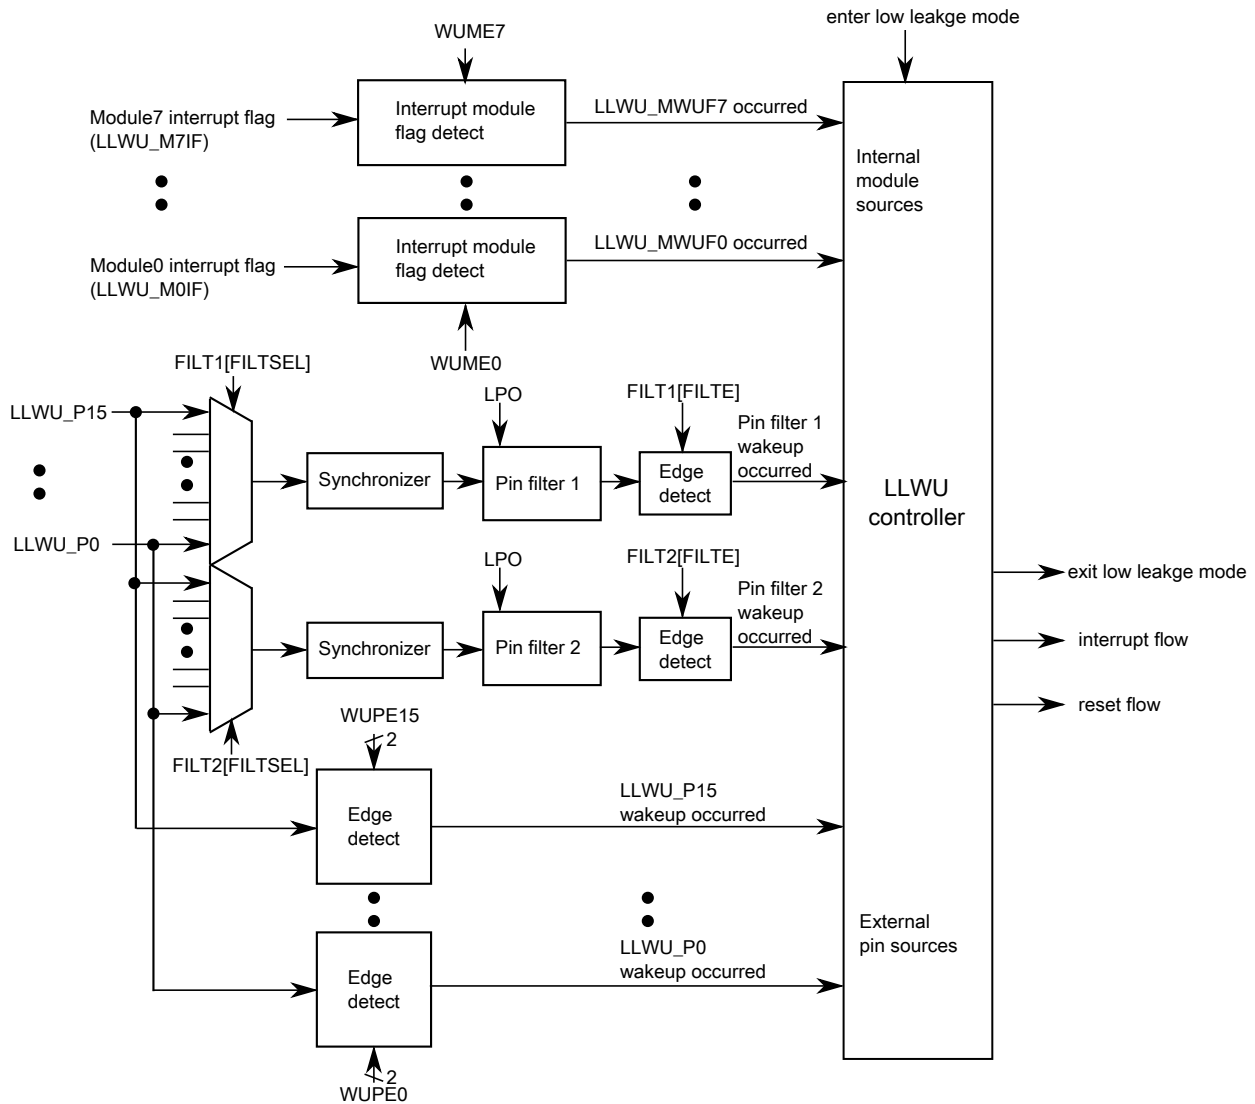 enter low leakge mode
WUME7
Module7 interrupt flag
(LLWU_M7IF)
Interrupt module
flag detect
LLWU_MWUF7 occurred
Internal
module
sources
Module0 interrupt flag
(LLWU_M0IF)
Interrupt module
flag detect
LLWU_MWUF0 occurred
WUME0
FILT1[FILTSEL]
LLWU_P15
LLWU_P0
Synchronizer
LPO
Pin filter 1
FILT1[FILTE]
Edge
detect
Pin filter 1
wakeup
occurred
LLWU
controller
Synchronizer
LPO
Pin filter 2
FILT2[FILTE]
Edge
detect
Pin filter 2
wakeup
occurred
exit low leakge mode
interrupt flow
reset flow
FILT2[FILTSEL]
WUPE15
2
Edge
detect
LLWU_P15
wakeup occurred
External
pin sources
Edge
detect
LLWU_P0
wakeup occurred
2
WUPE0